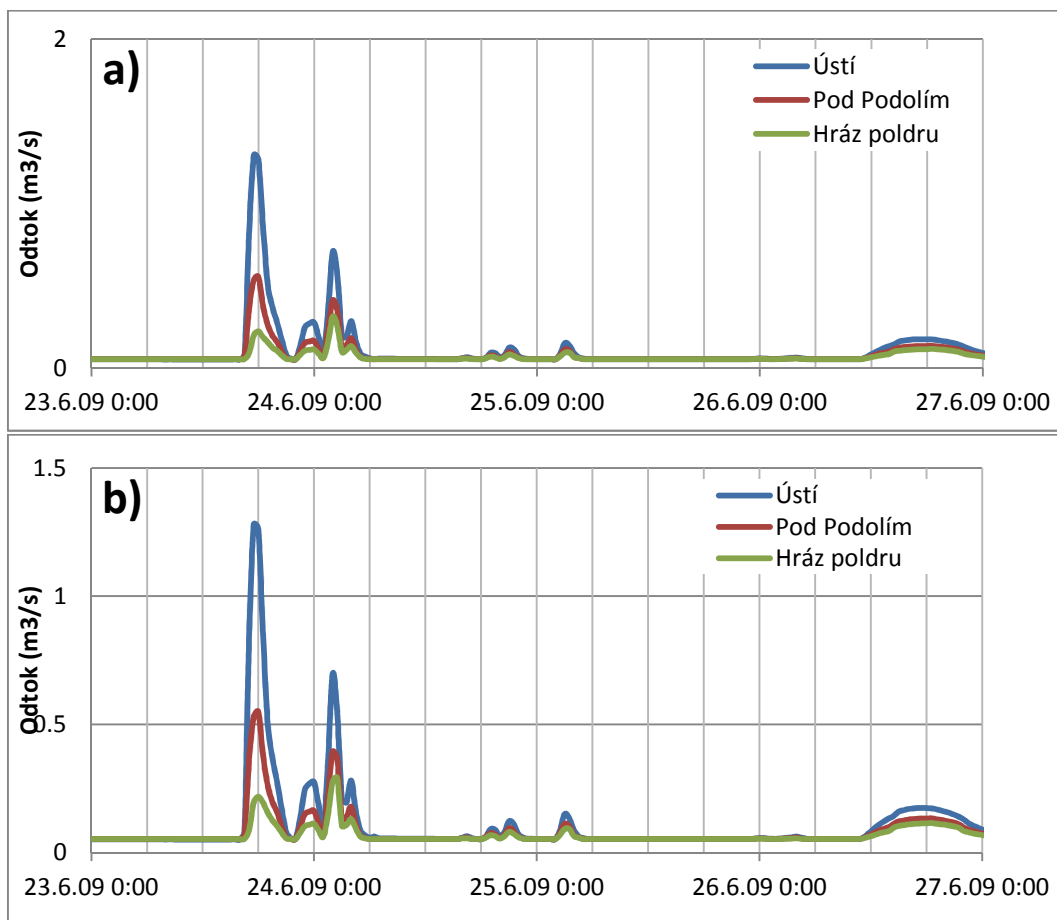 2
a)
Ústí
Pod Podolím
Hráz poldru
Odtok (m3/s)
0
23.6.09 0:00 24.6.09 0:00 25.6.09 0:00 26.6.09 0:00 27.6.09 0:00
1.5
b)
Ústí
Pod Podolím
Hráz poldru
1
Odtok (m3/s)
0.5
0
23.6.09 0:00 24.6.09 0:00 25.6.09 0:00 26.6.09 0:00 27.6.09 0:00